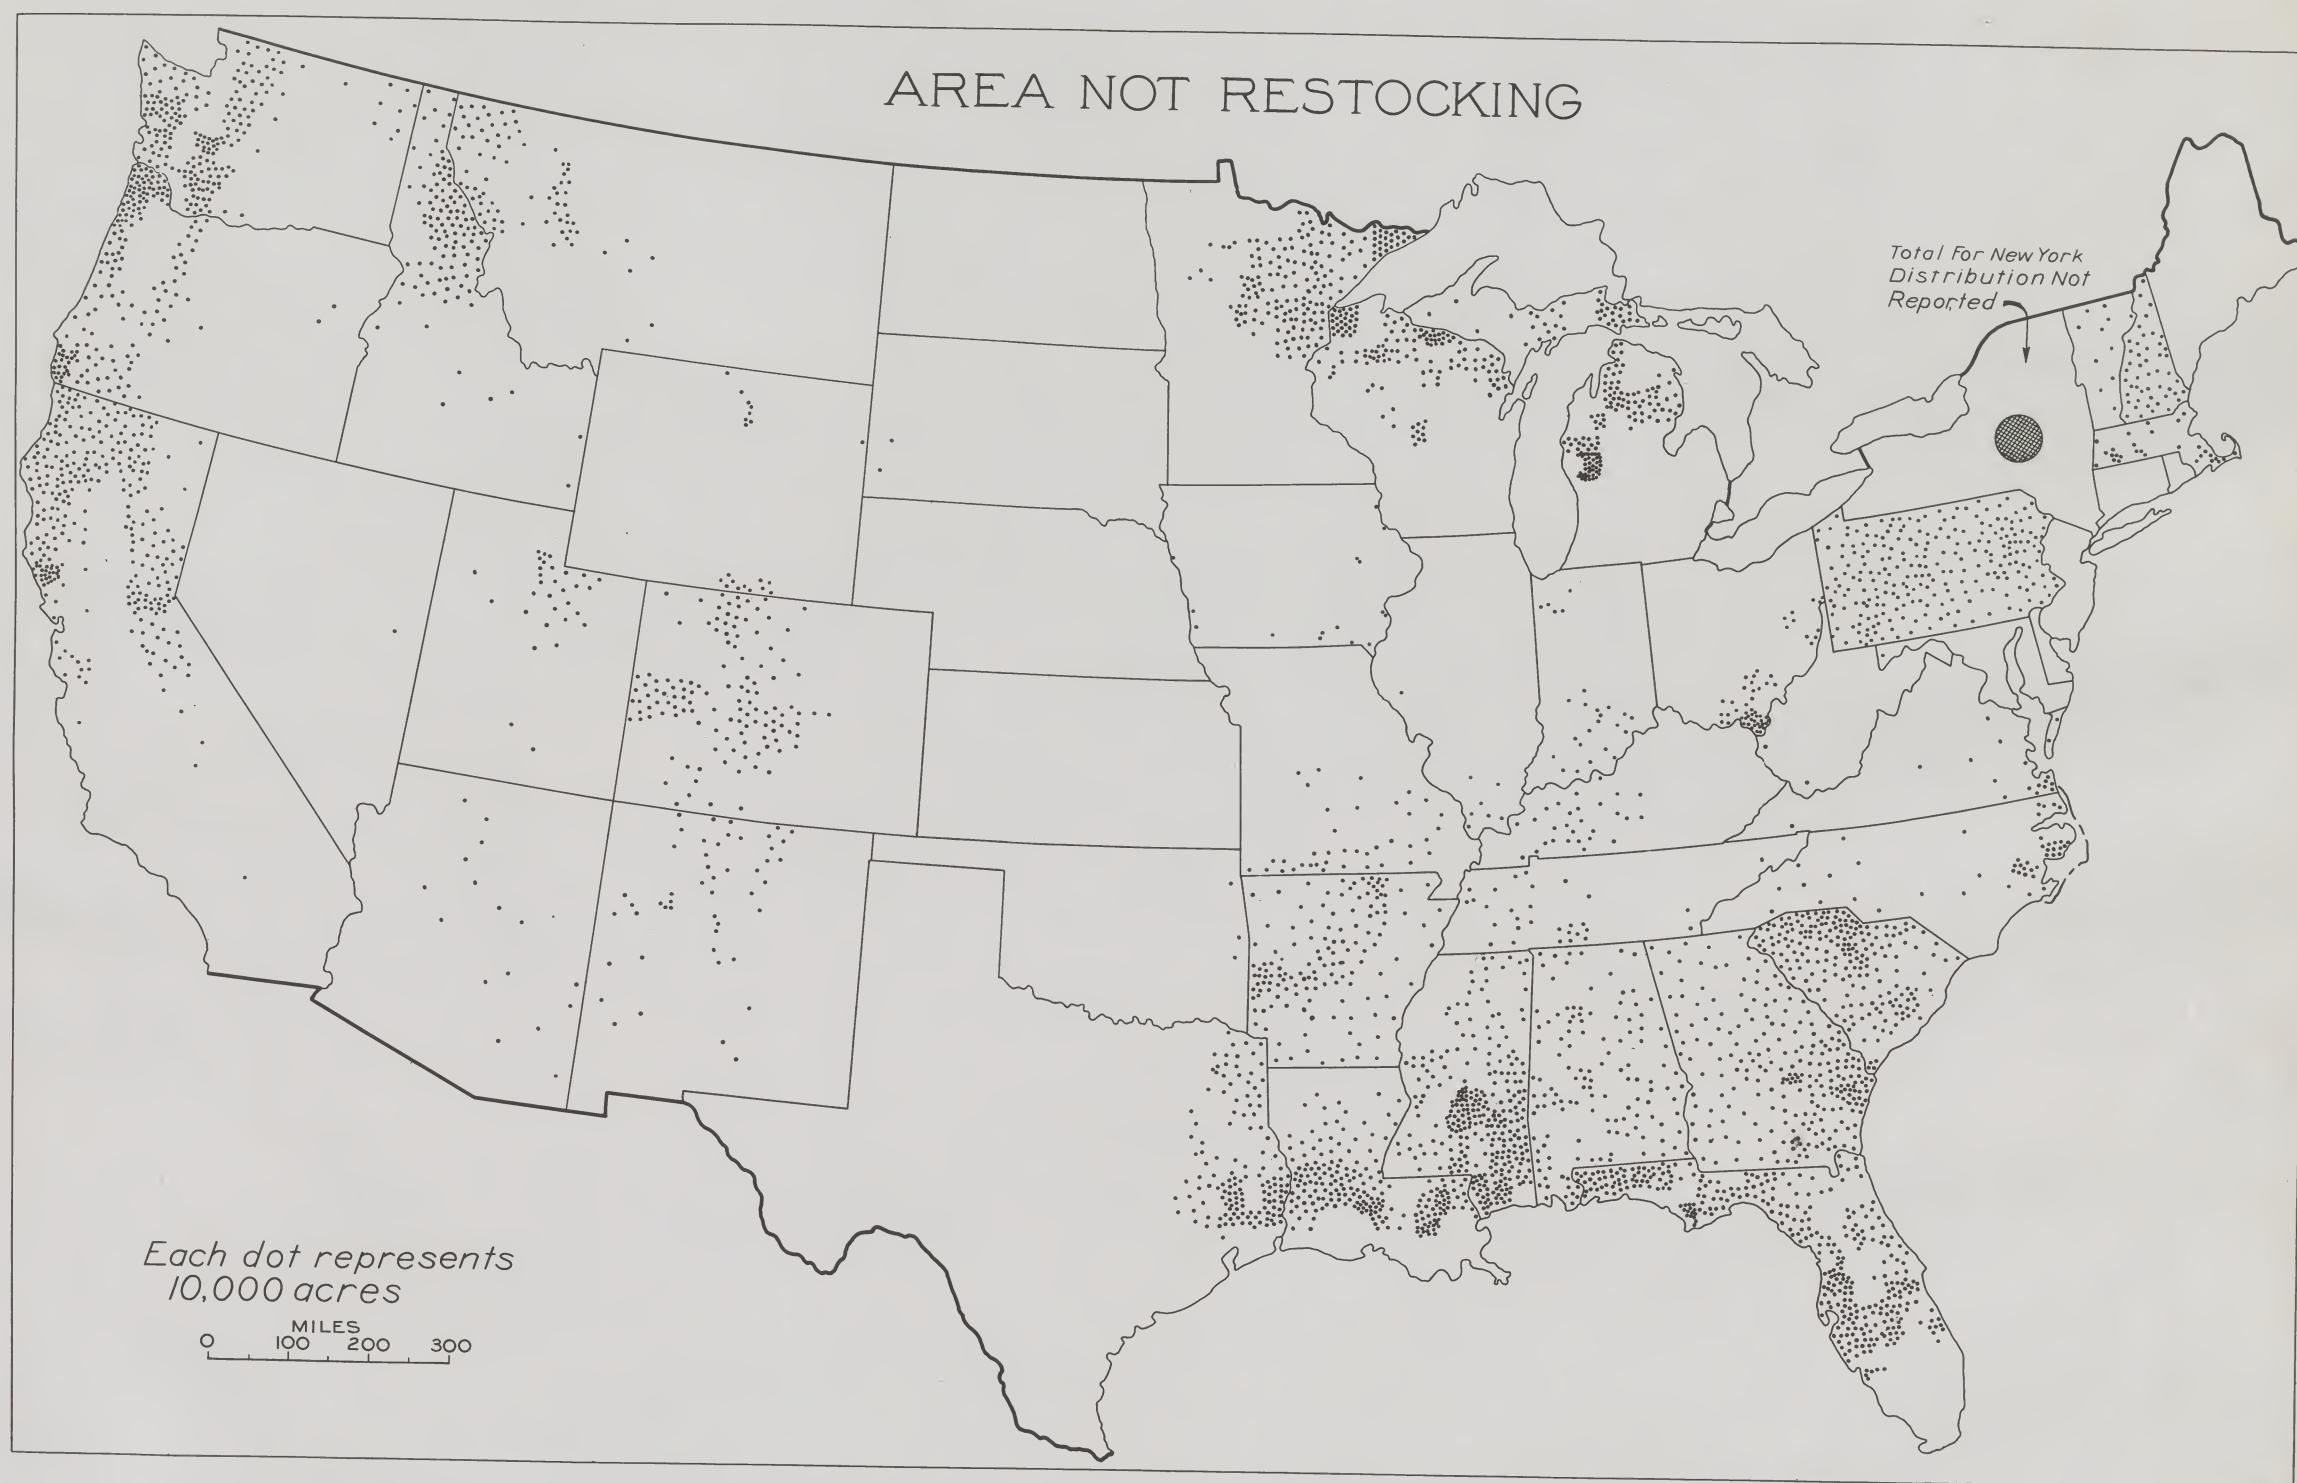 AREA NOT RESTOCKING
Total For New York
Distribution Not
Reported
Each dot represents
10,000 acres
MILES
0 100 200 300